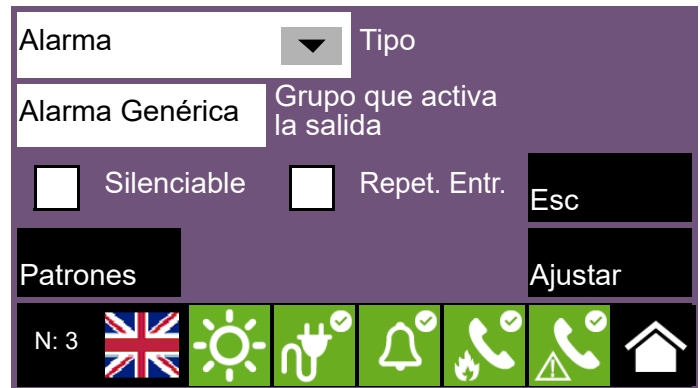 Alarma
Tipo
Alarma Genérica
Grupo que activa
la salida
Silenciable
Repet. Entr.
Esc
Patrones
Ajustar
N: 3